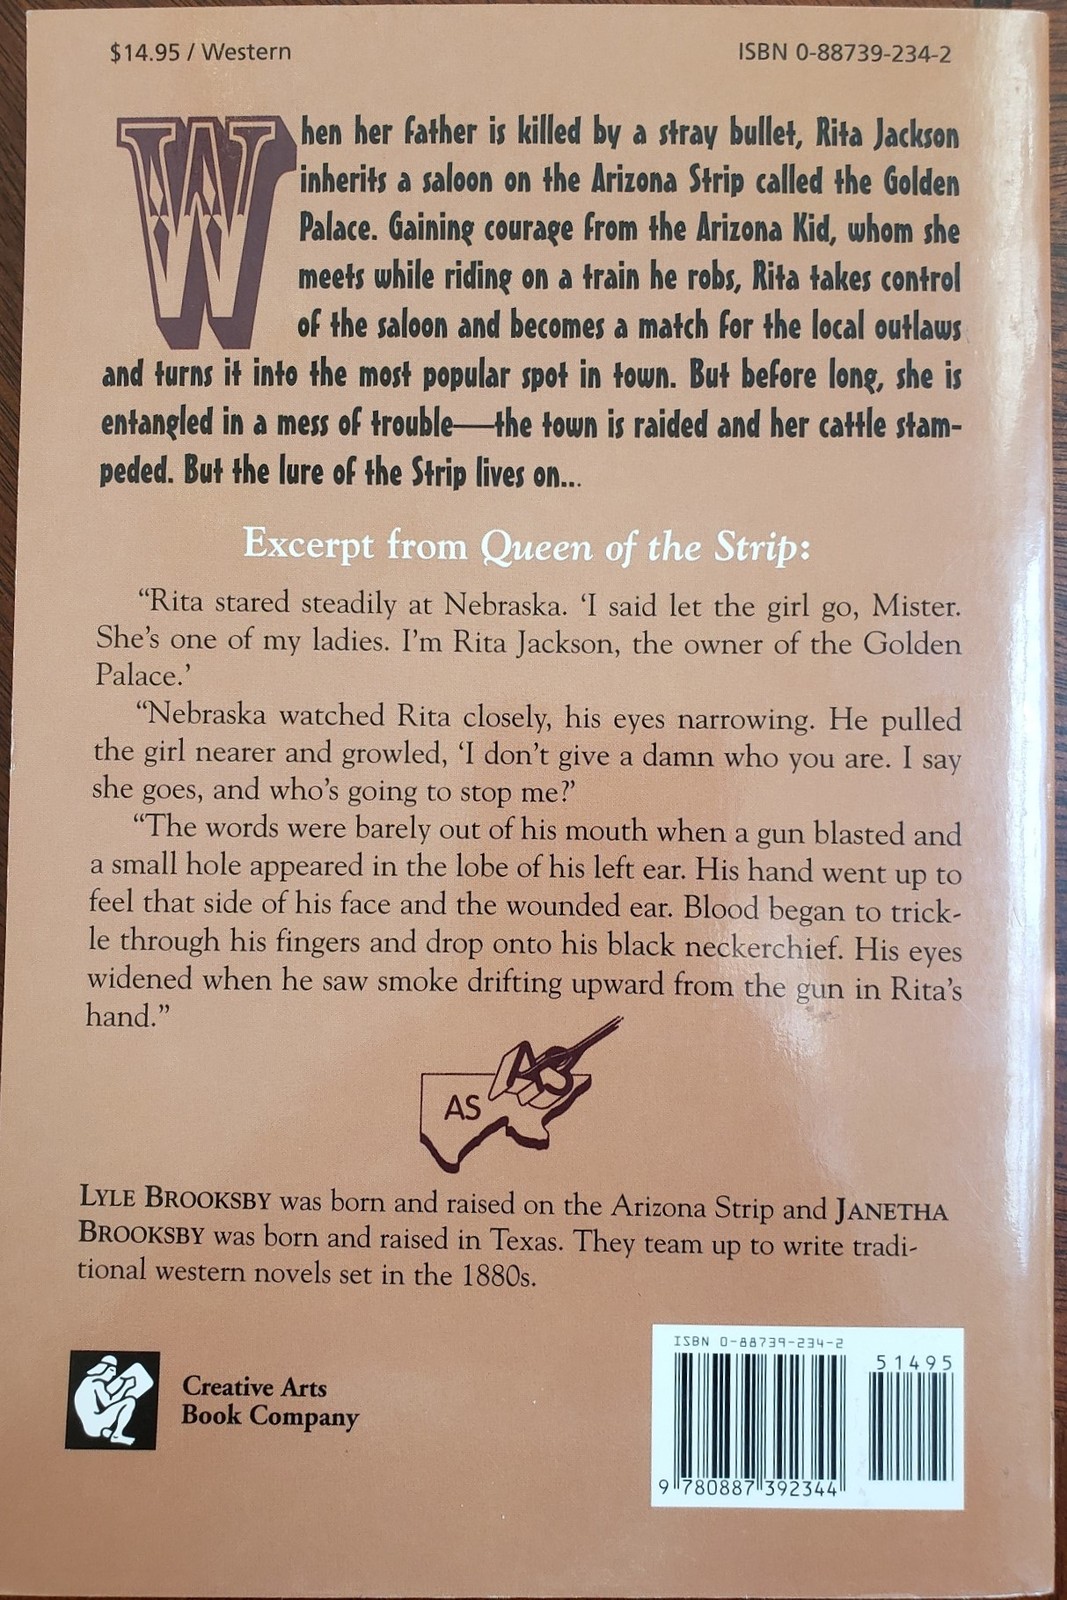 $14.95 / Western
ISBN 0-88739-234-2
When her father is killed by a stray bullet, Rita Jackson
inherits a saloon on the Arizona Strip called the Golden
Palace. Gaining courage from the Arizona Kid, whom she
meets while riding on a train he robs, Rita takes control
of the saloon and becomes a match for the local outlaws
and turns it into the most popular spot in town. But before long, she is
entangled in a mess of trouble—the town is raided and her cattle stam-
peded. But the lure of the Strip lives on...
Excerpt from Queen of the Strip:
“Rita stared steadily at Nebraska. ‘I said let the girl go, Mister.
She’s one of my ladies. I’m Rita Jackson, the owner of the Golden
Palace.’
“Nebraska watched Rita closely, his eyes narrowing. He pulled
the girl nearer and growled, ‘I don’t give a damn who you are. I say
she goes, and who’s going to stop me?’
“The words were barely out of his mouth when a gun blasted and
a small hole appeared in the lobe of his left ear. His hand went up to
feel that side of his face and the wounded ear. Blood began to trick-
le through his fingers and drop onto his black neckerchief. His eyes
widened when he saw smoke drifting upward from the gun in Rita’s
hand.”
AS
LYLE BROOKSBY was born and raised on the Arizona Strip and JANETHA
BROOKSBY was born and raised in Texas. They team up to write tradi-
tional western novels set in the 1880s.
Creative Arts
Book Company
ISBN 0-88739-234-2
51495
9 780887 392344